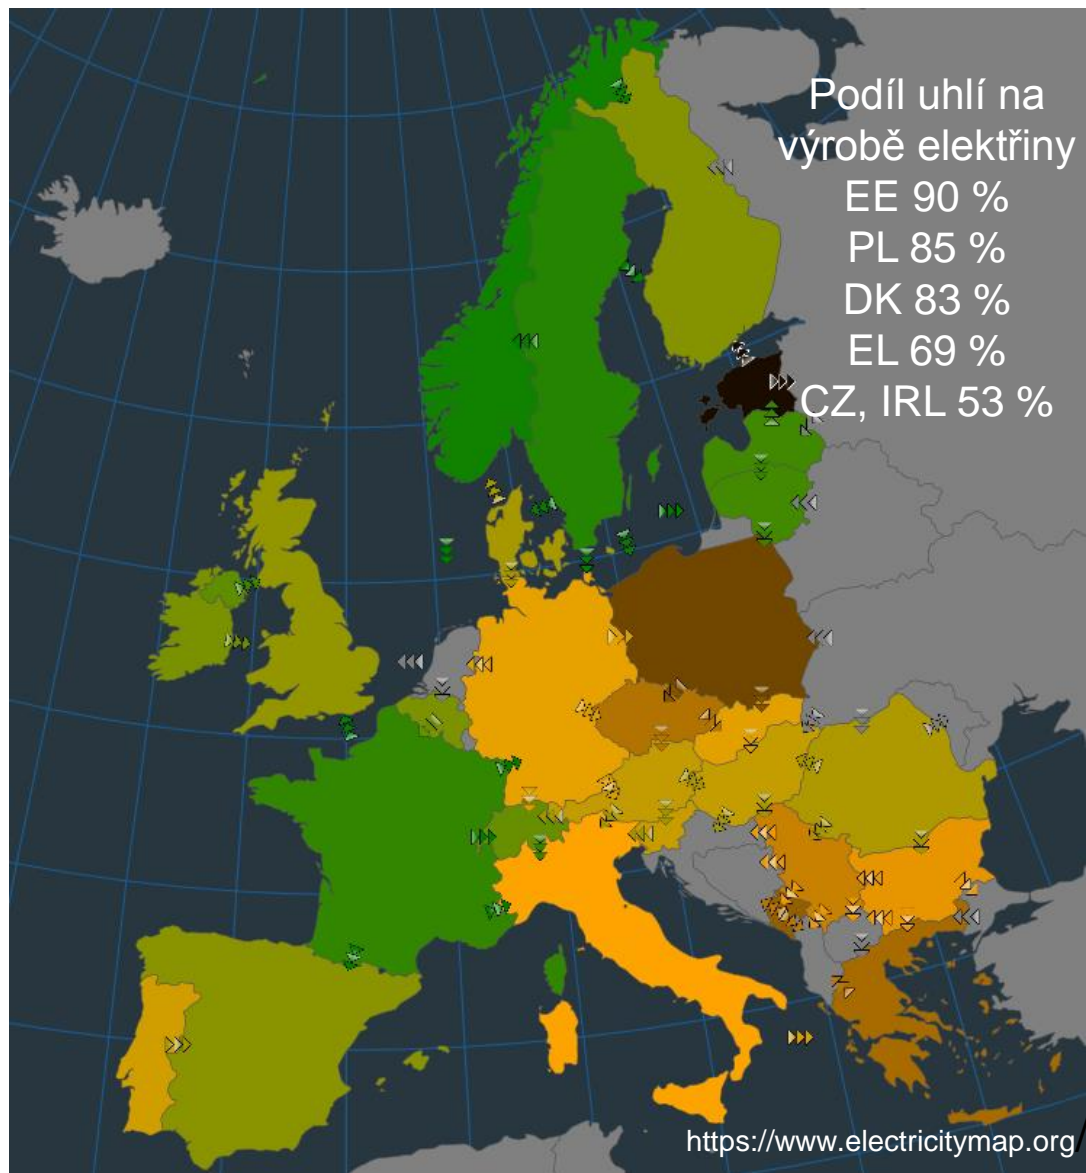 Podíl uhlí na
výrobě elektřiny
EE 90 %
PL 85 %
DK 83 %
EL 69 %
CZ, IRL 53 %
https://www.electricitymap.org/